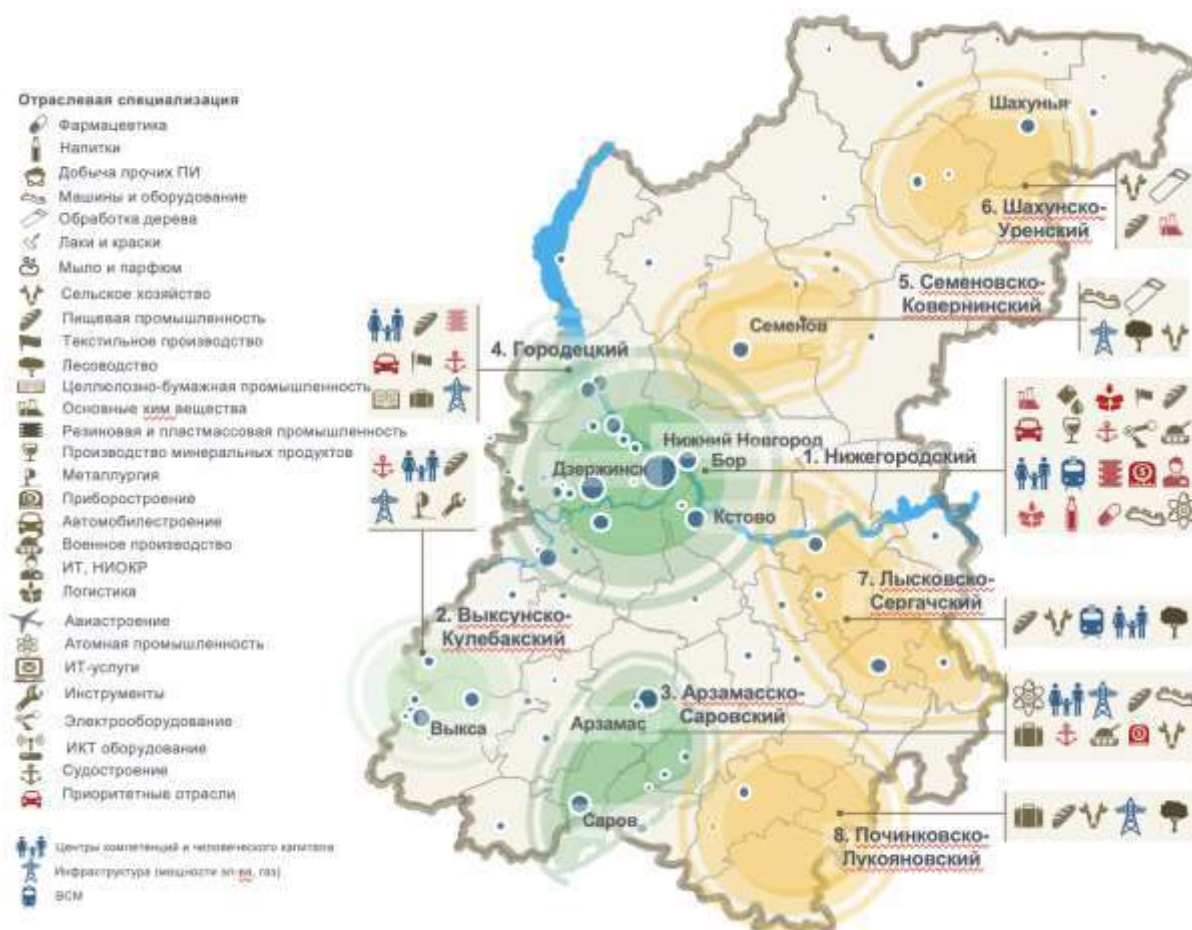 Отраслевая специализация
Фармацевтика
Напитки
Добыча прочих ПИ
Машины и оборудование
Обработка дерева
Лаки и краски
Мыло и парфюм
Сельское хозяйство
Пищевая промышленность
Текстильное производство
Лесоводство
Целлюлозно-бумажная промышленность
Основные хим вещества
Резиновая и пластмассовая промышленность
Производство минеральных продуктов
Металлургия
Приборостроение
Автомобилестроение
Военное производство
ИТ, НИОКР
Логистика
Авиастроение
Атомная промышленность
ИТ-услуги
Инструменты
Электрооборудование
ИКТ оборудование
Судостроение
Приоритетные отрасли
Центры компетенций и человеческого капитала
Инфраструктура (мощности эл-ва, газ)
ВСМ
Шахунья
6. Шахунско-
Уренский
5. Семеновско-
Ковернинский
Семенов
4. Городецкий
Нижний Новгород
Бор
1. Нижегородский
Дзержинск
Кстово
7. Лысковско-
Сергачский
2. Выксунско-
Кулебакский
Выкса
3. Арзамасско-
Саровский
Арзамас
Саров
8. Починковско-
Лукояновский